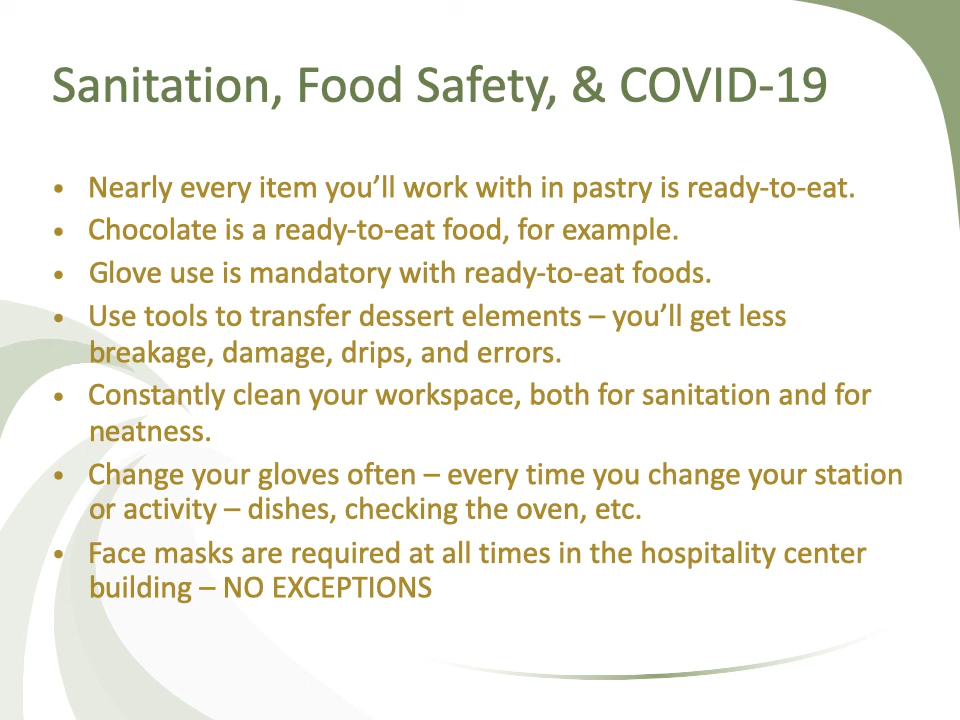 Sanitation, Food Safety, & COVID-19
• Nearly every item you’ll work with in pastry is ready-to-eat.
• Chocolate is a ready-to-eat food, for example.
• Glove use is mandatory with ready-to-eat foods.
• Use tools to transfer dessert elements – you’ll get less
breakage, damage, drips, and errors.
• Constantly clean your workspace, both for sanitation and for
neatness.
• Change your gloves often – every time you change your station
or activity – dishes, checking the oven, etc.
• Face masks are required at all times in the hospitality center
building – NO EXCEPTIONS